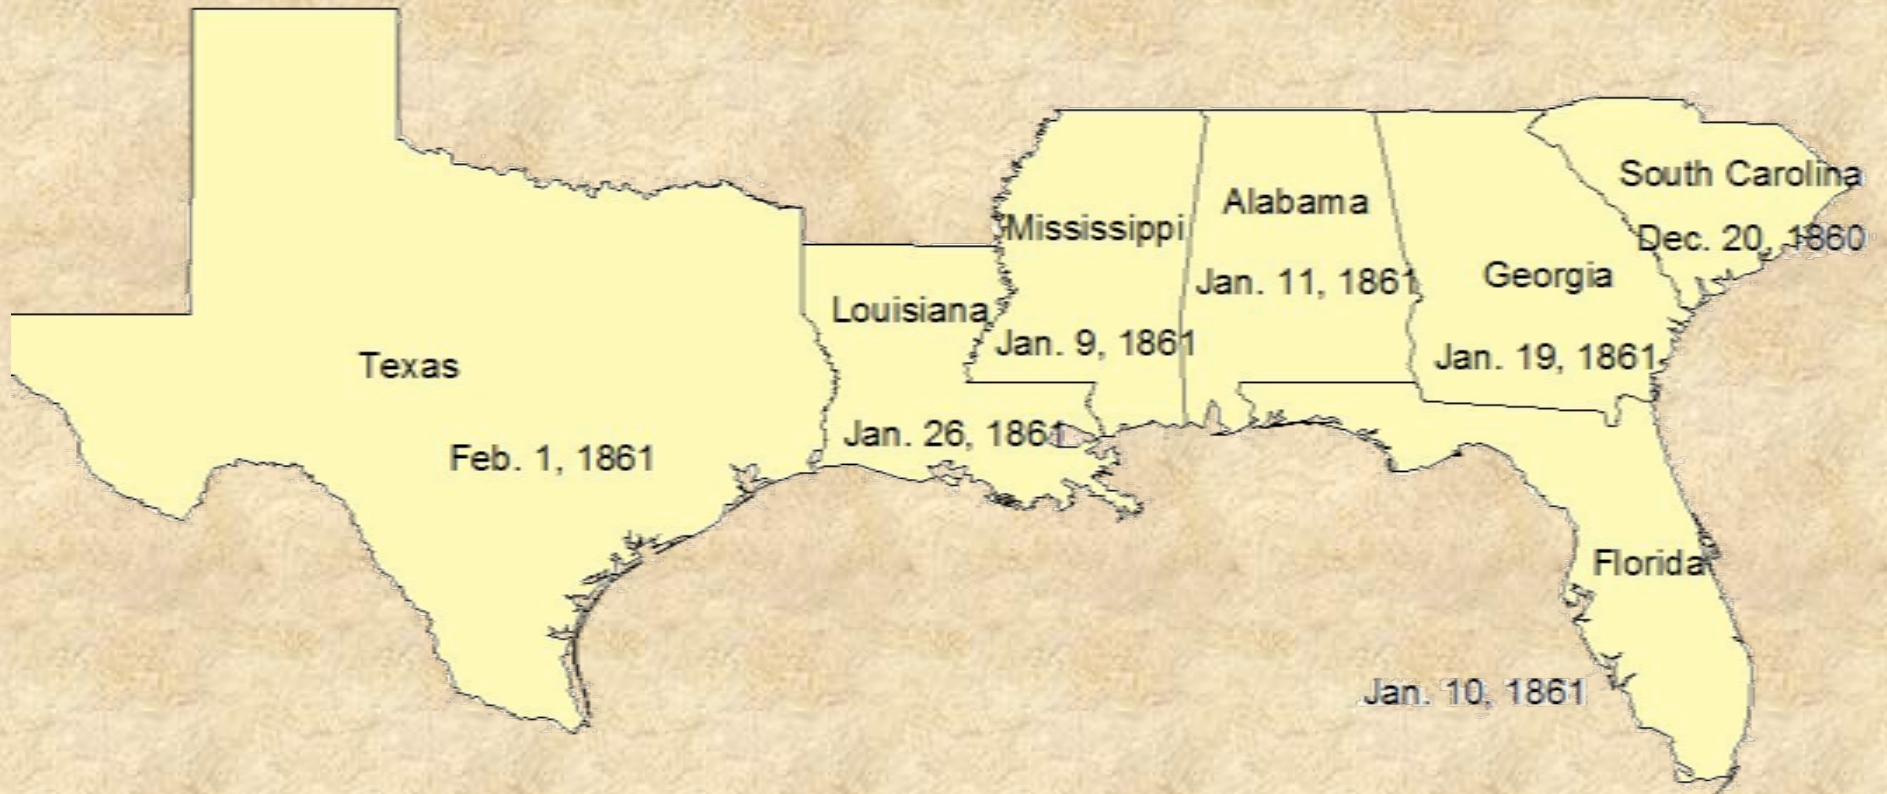 Texas
Feb. 1, 1861
Louisiana
Jan. 26, 1861
Mississippi
Jan. 9, 1861
Alabama
Jan. 11, 1861
Georgia
Jan. 19, 1861
South Carolina
Dec. 20, 1860
Florida
Jan. 10, 1861